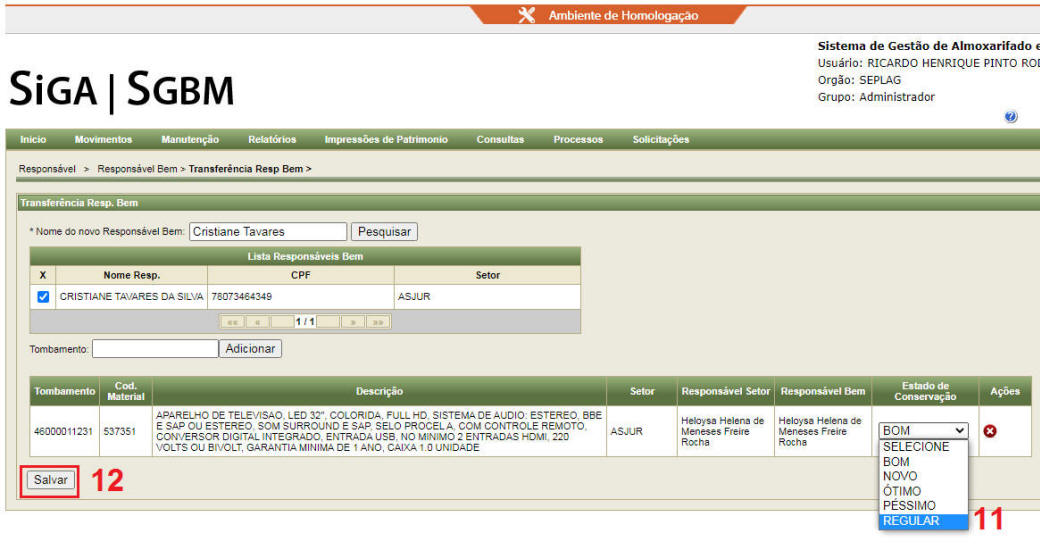 Ambiente de Homologação
Sistema de Gestão de Almoxarifado e
Usuário: RICARDO HENRIQUE PINTO ROD
Orgão: SEPLAG
Grupo: Administrador
SiGA | SGBM
Início Movimentos Manutenção Relatórios Impressões de Patrimonio Consultas Processos Solicitações
Responsável > Responsável Bem > Transferência Resp Bem >
Transferência Resp. Bem
* Nome do novo Responsável Bem: Cristiane Tavares Pesquisar
Lista Responsáveis Bem
X Nome Resp. CPF Setor
CRISTIANE TAVARES DA SILVA 78073464349 ASJUR
«« « 1 / 1 » »»
Tombamento: Adicionar
Tombamento Cod. Material Descrição Setor Responsável Setor Responsável Bem Estado de Conservação Ações
46000011231 537351
APARELHO DE TELEVISAO, LED 32", COLORIDA, FULL HD, SISTEMA DE AUDIO: ESTEREO, BBE
E SAP OU ESTEREO, SOM SURROUND E SAP, SELO PROCEL A, COM CONTROLE REMOTO,
CONVERSOR DIGITAL INTEGRADO, ENTRADA USB, NO MINIMO 2 ENTRADAS HDMI, 220
VOLTS OU BIVOLT, GARANTIA MINIMA DE 1 ANO, CAIXA 1.0 UNIDADE
ASJUR
Heloysa Helena de
Meneses Freire
Rocha
Heloysa Helena de
Meneses Freire
Rocha
BOM
SELECIONE
BOM
NOVO
ÓTIMO
PÉSSIMO
REGULAR
11
Salvar 12